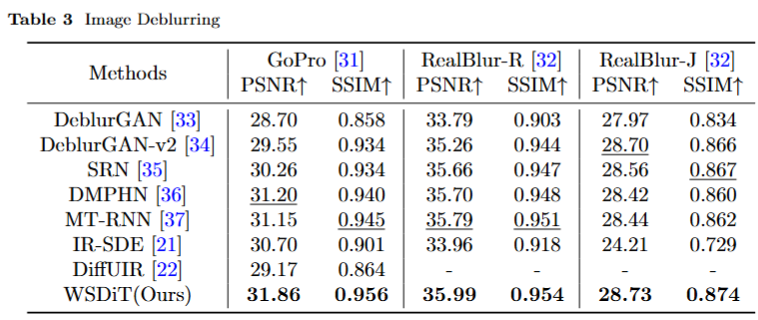 Table 3 Image Deblurring
Methods GoPro [31] RealBlur-R [32] RealBlur-J [32]
PSNR↑ SSIM↑ PSNR↑ SSIM↑ PSNR↑ SSIM↑
DeblurGAN [33] 28.70 0.858 33.79 0.903 27.97 0.834
DeblurGAN-v2 [34] 29.55 0.934 35.26 0.944 28.70 0.866
SRN [35] 30.26 0.934 35.66 0.947 28.56 0.867
DMPHN [36] 31.20 0.940 35.70 0.948 28.42 0.860
MT-RNN [37] 31.15 0.945 35.79 0.951 28.44 0.862
IR-SDE [21] 30.70 0.901 33.96 0.918 24.21 0.729
DiffUIR [22] 29.17 0.864 - - - -
WSDiT(Ours) 31.86 0.956 35.99 0.954 28.73 0.874